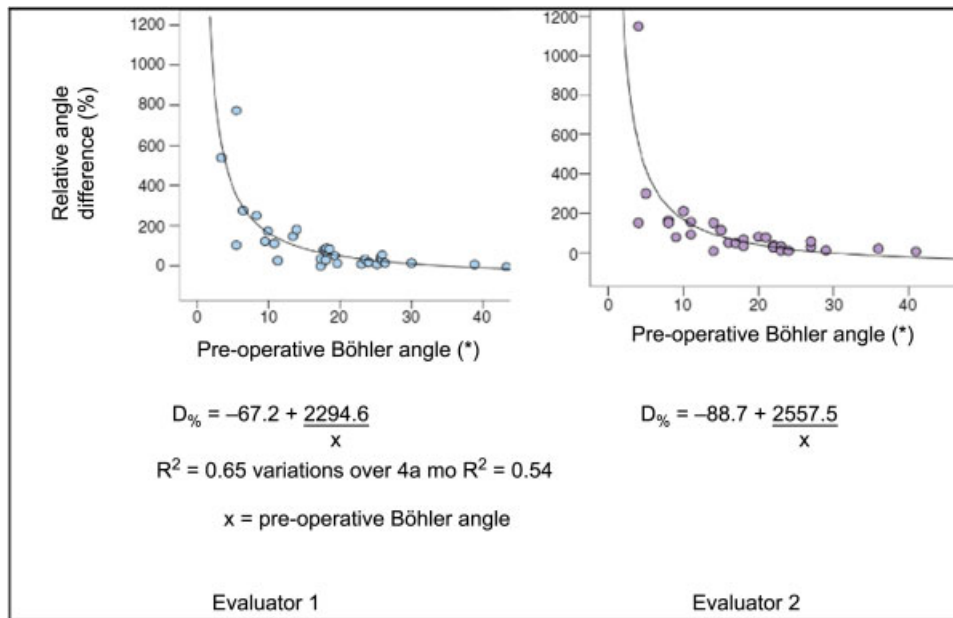 Relative angle
difference (%)
1200
1000
800
600
400
200
0
0 10 20 30 40
Pre-operative Böhler angle (*)
1200
1000
800
600
400
200
0
0 10 20 30 40
Pre-operative Böhler angle (*)
D% = –67.2 + 2294.6
x
D% = –88.7 + 2557.5
x
R² = 0.65 variations over 4a mo R² = 0.54
x = pre-operative Böhler angle
Evaluator 1
Evaluator 2